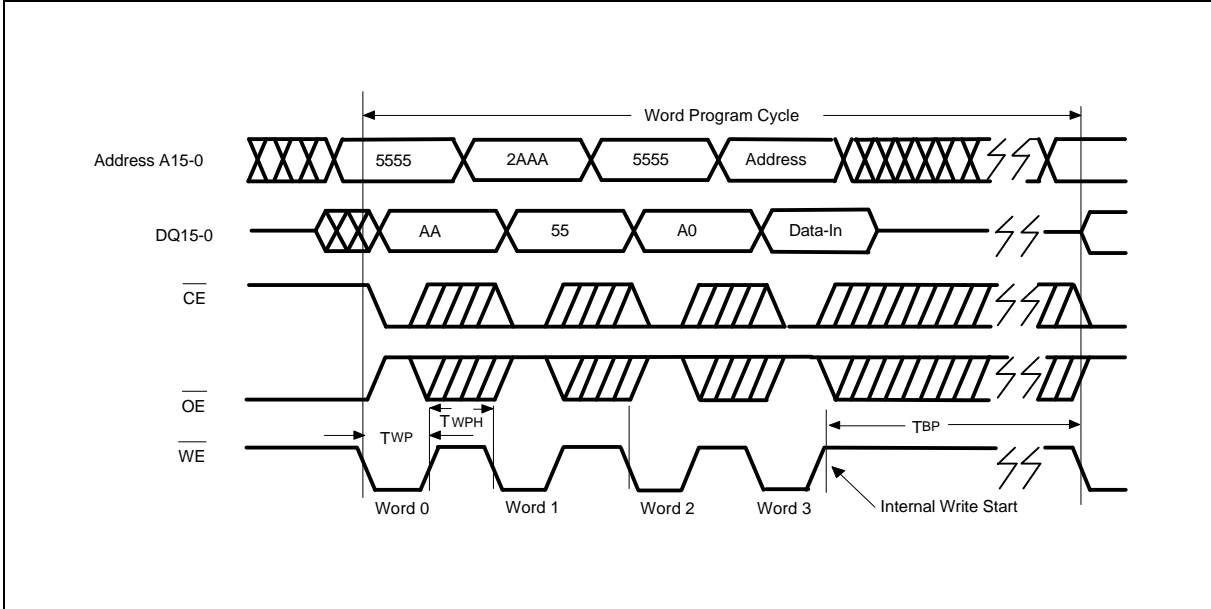 Word Program Cycle
Address A15-0
5555
2AAA
5555
Address
DQ15-0
AA
55
A0
Data-In
CE
OE
TWP
TWPH
TBP
WE
Word 0
Word 1
Word 2
Word 3
Internal Write Start